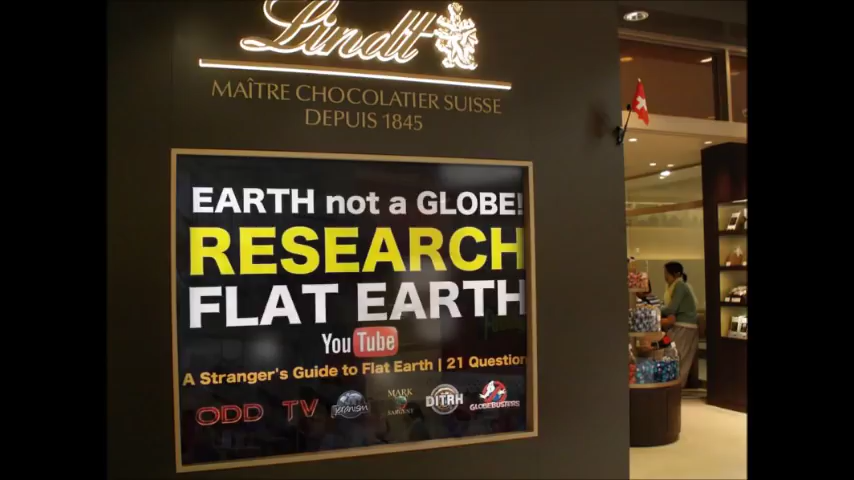 Lindt
MAÎTRE CHOCOLATIER SUISSE
DEPUIS 1845
EARTH not a GLOBE!
RESEARCH
FLAT EARTH
YouTube
A Stranger's Guide to Flat Earth | 21 Question
ODD TV jeranism MARK SARGENT DITRH GLOBEBUSTERS